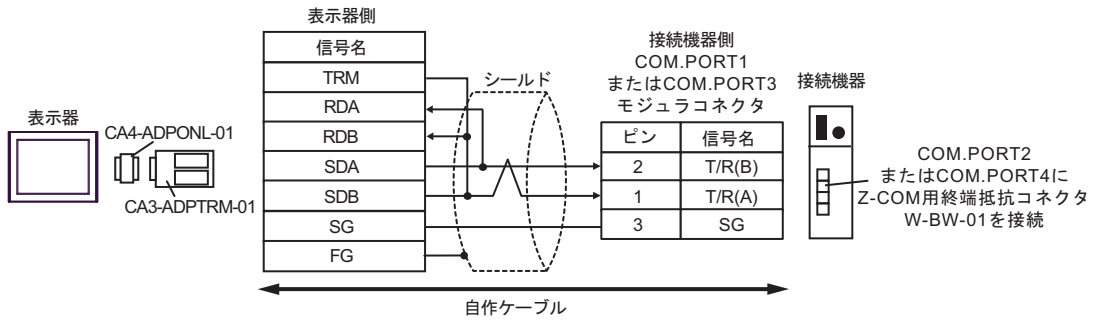 表示器側
信号名
TRM
RDA
RDB
SDA
SDB
SG
FG
シールド
接続機器側
COM.PORT1
またはCOM.PORT3
モジュラコネクタ
ピン 信号名
2 T/R(B)
1 T/R(A)
3 SG
接続機器
表示器
CA4-ADPONL-01
CA3-ADPTRM-01
COM.PORT2
またはCOM.PORT4に
Z-COM用終端抵抗コネクタ
W-BW-01を接続
自作ケーブル